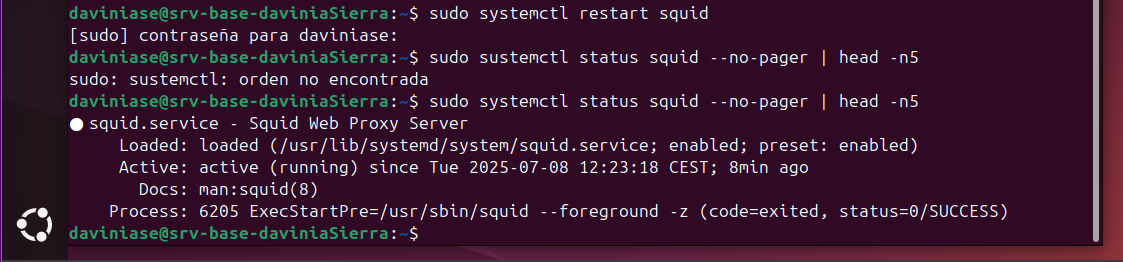 daviniase@srv-base-daviniaSierra:~$ sudo systemctl restart squid
[sudo] contraseña para daviniase:
daviniase@srv-base-daviniaSierra:~$ sudo sustemctl status squid --no-pager | head -n5
sudo: sustemctl: orden no encontrada
daviniase@srv-base-daviniaSierra:~$ sudo systemctl status squid --no-pager | head -n5
● squid.service - Squid Web Proxy Server
Loaded: loaded (/usr/lib/systemd/system/squid.service; enabled; preset: enabled)
Active: active (running) since Tue 2025-07-08 12:23:18 CEST; 8min ago
Docs: man:squid(8)
Process: 6205 ExecStartPre=/usr/sbin/squid --foreground -z (code=exited, status=0/SUCCESS)
daviniase@srv-base-daviniaSierra:~$